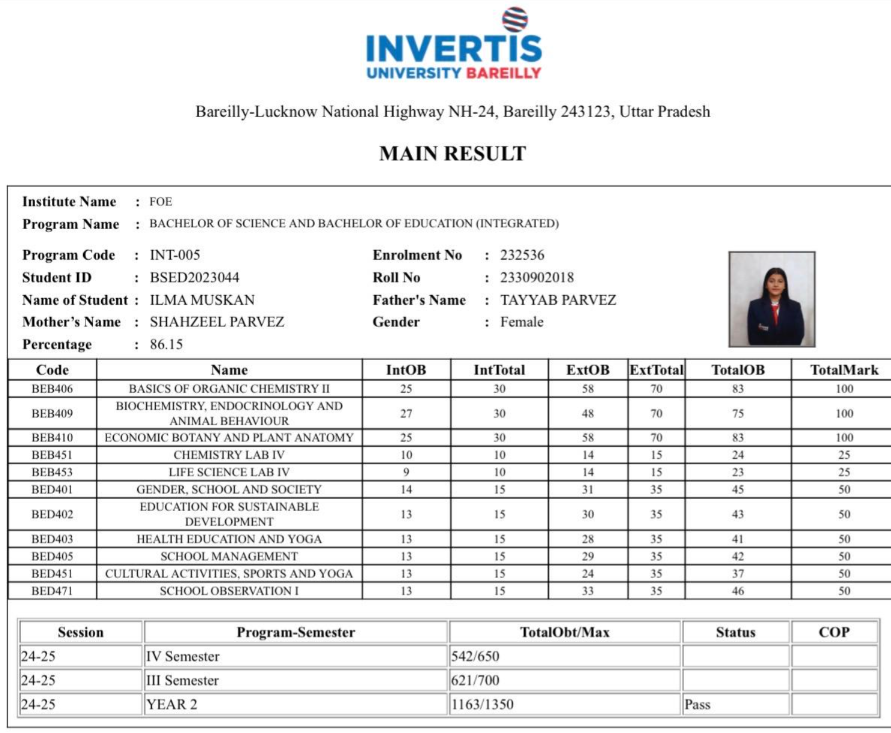 INVERTIS
UNIVERSITY BAREILLY
Bareilly-Lucknow National Highway NH-24, Bareilly 243123, Uttar Pradesh
MAIN RESULT
Institute Name : FOE
Program Name : BACHELOR OF SCIENCE AND BACHELOR OF EDUCATION (INTEGRATED)
Program Code : INT-005 Enrolment No : 232536
Student ID : BSED2023044 Roll No : 2330902018
Name of Student : ILMA MUSKAN Father's Name : TAYYAB PARVEZ
Mother’s Name : SHAHZEEL PARVEZ Gender : Female
Percentage : 86.15
Code Name IntOB IntTotal ExtOB ExtTotal TotalOB TotalMark
BEB406 BASICS OF ORGANIC CHEMISTRY II 25 30 58 70 83 100
BEB409 BIOCHEMISTRY, ENDOCRINOLOGY AND
ANIMAL BEHAVIOUR 27 30 48 70 75 100
BEB410 ECONOMIC BOTANY AND PLANT ANATOMY 25 30 58 70 83 100
BEB451 CHEMISTRY LAB IV 10 10 14 15 24 25
BEB453 LIFE SCIENCE LAB IV 9 10 14 15 23 25
BED401 GENDER, SCHOOL AND SOCIETY 14 15 31 35 45 50
BED402 EDUCATION FOR SUSTAINABLE
DEVELOPMENT 13 15 30 35 43 50
BED403 HEALTH EDUCATION AND YOGA 13 15 28 35 41 50
BED405 SCHOOL MANAGEMENT 13 15 29 35 42 50
BED451 CULTURAL ACTIVITIES, SPORTS AND YOGA 13 15 24 35 37 50
BED471 SCHOOL OBSERVATION I 13 15 33 35 46 50
Session Program-Semester TotalObt/Max Status COP
24-25 IV Semester 542/650
24-25 III Semester 621/700
24-25 YEAR 2 1163/1350 Pass